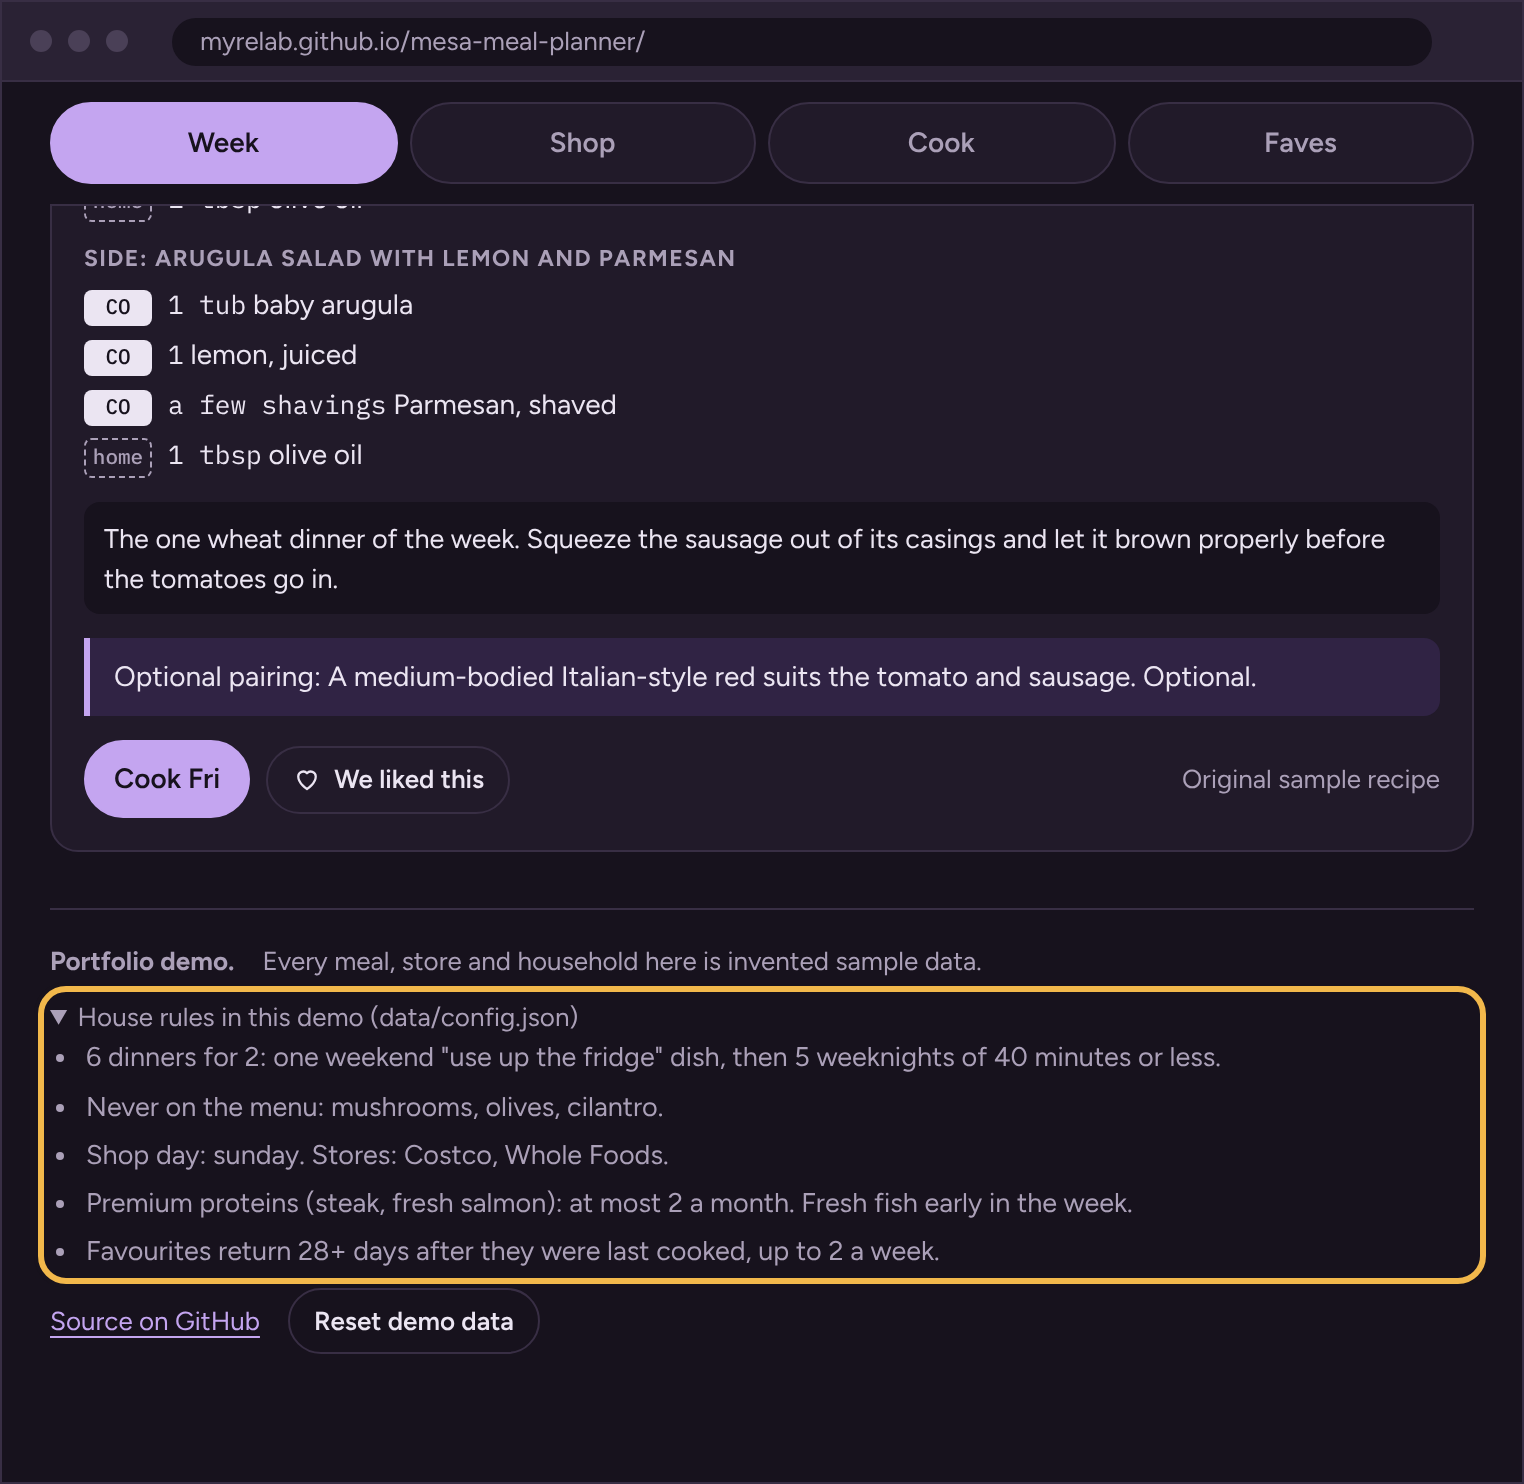 myrelab.github.io/mesa-meal-planner/
Week
Shop
Cook
Faves
SIDE: ARUGULA SALAD WITH LEMON AND PARMESAN
CO 1 tub baby arugula
CO 1 lemon, juiced
CO a few shavings Parmesan, shaved
home 1 tbsp olive oil
The one wheat dinner of the week. Squeeze the sausage out of its casings and let it brown properly before
the tomatoes go in.
Optional pairing: A medium-bodied Italian-style red suits the tomato and sausage. Optional.
Cook Fri
We liked this
Original sample recipe
Portfolio demo. Every meal, store and household here is invented sample data.
House rules in this demo (data/config.json)
6 dinners for 2: one weekend "use up the fridge" dish, then 5 weeknights of 40 minutes or less.
Never on the menu: mushrooms, olives, cilantro.
Shop day: sunday. Stores: Costco, Whole Foods.
Premium proteins (steak, fresh salmon): at most 2 a month. Fresh fish early in the week.
Favourites return 28+ days after they were last cooked, up to 2 a week.
Source on GitHub
Reset demo data